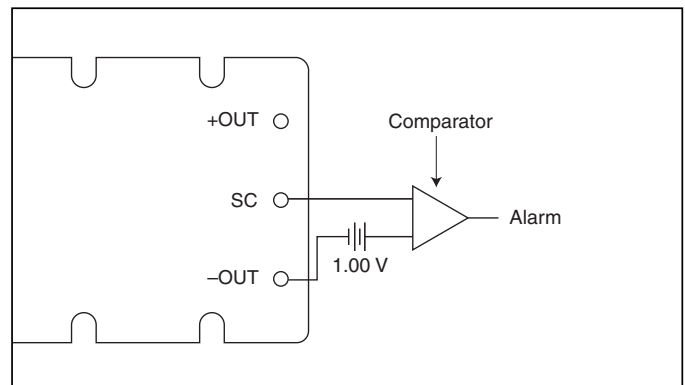 +OUT
Comparator
SC
Alarm
–OUT
1.00 V